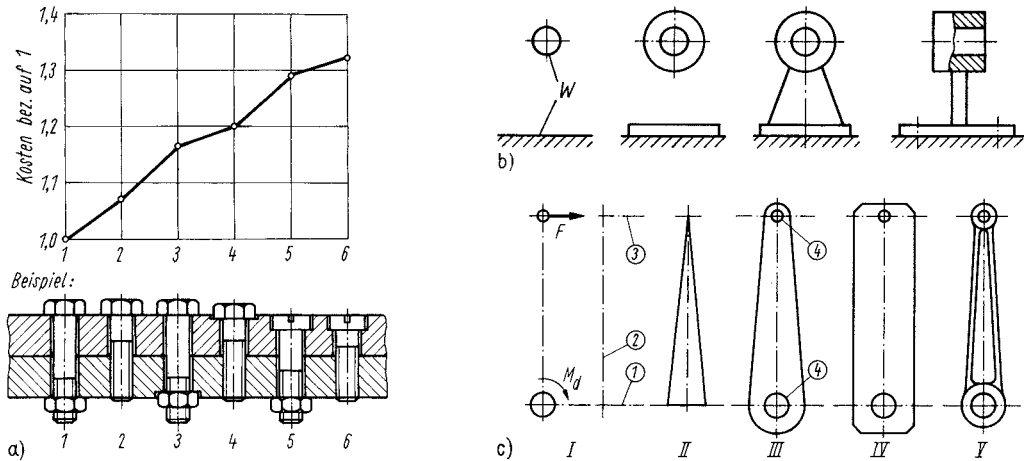 1,4
1,3
1,2
1,1
1,0
Kosten bez. auf 1
1 2 3 4 5 6
Beispiel:
1 2 3 4 5 6
a)
W
b)
F
3
4
2
M_d
1
4
c) I II III IV V